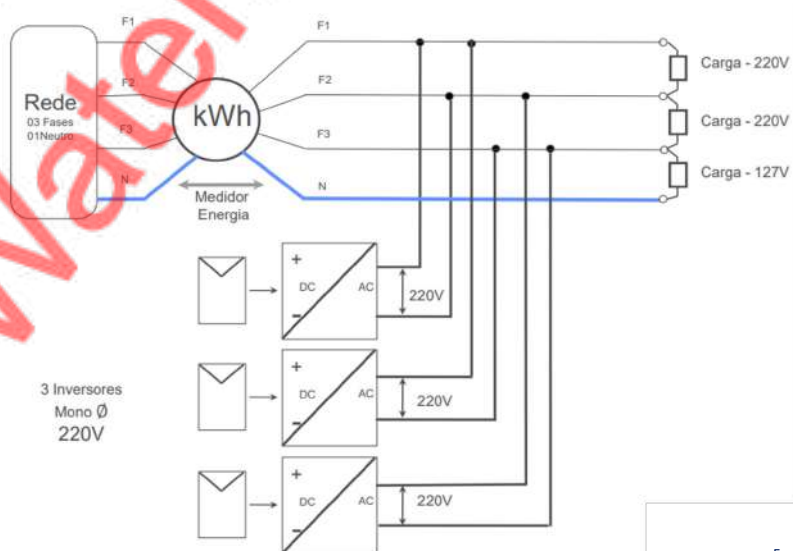 F1
F1
Rede
03 Fases
01Neutro
F2
kWh
F2
F3
F3
N
N
Medidor
Energia
Carga - 220V
Carga - 220V
Carga - 127V
+
DC
AC
-
220V
3 Inversores
Mono Ø
220V
+
DC
AC
-
220V
+
DC
AC
-
220V